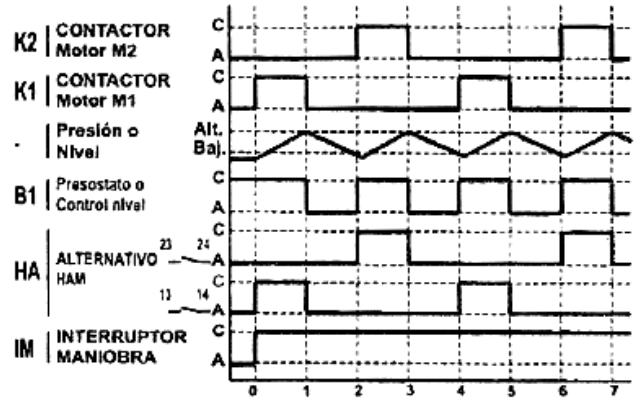 K2 CONTACTOR Motor M2 C A
K1 CONTACTOR Motor M1 C A
. Presión o Nivel Alt. Baj.
B1 Presostato o Control nivel C A
HA ALTERNATIVO HAM
23 24 C A
13 14 C A
IM INTERRUPTOR MANIOBRA C A
0 1 2 3 4 5 6 7